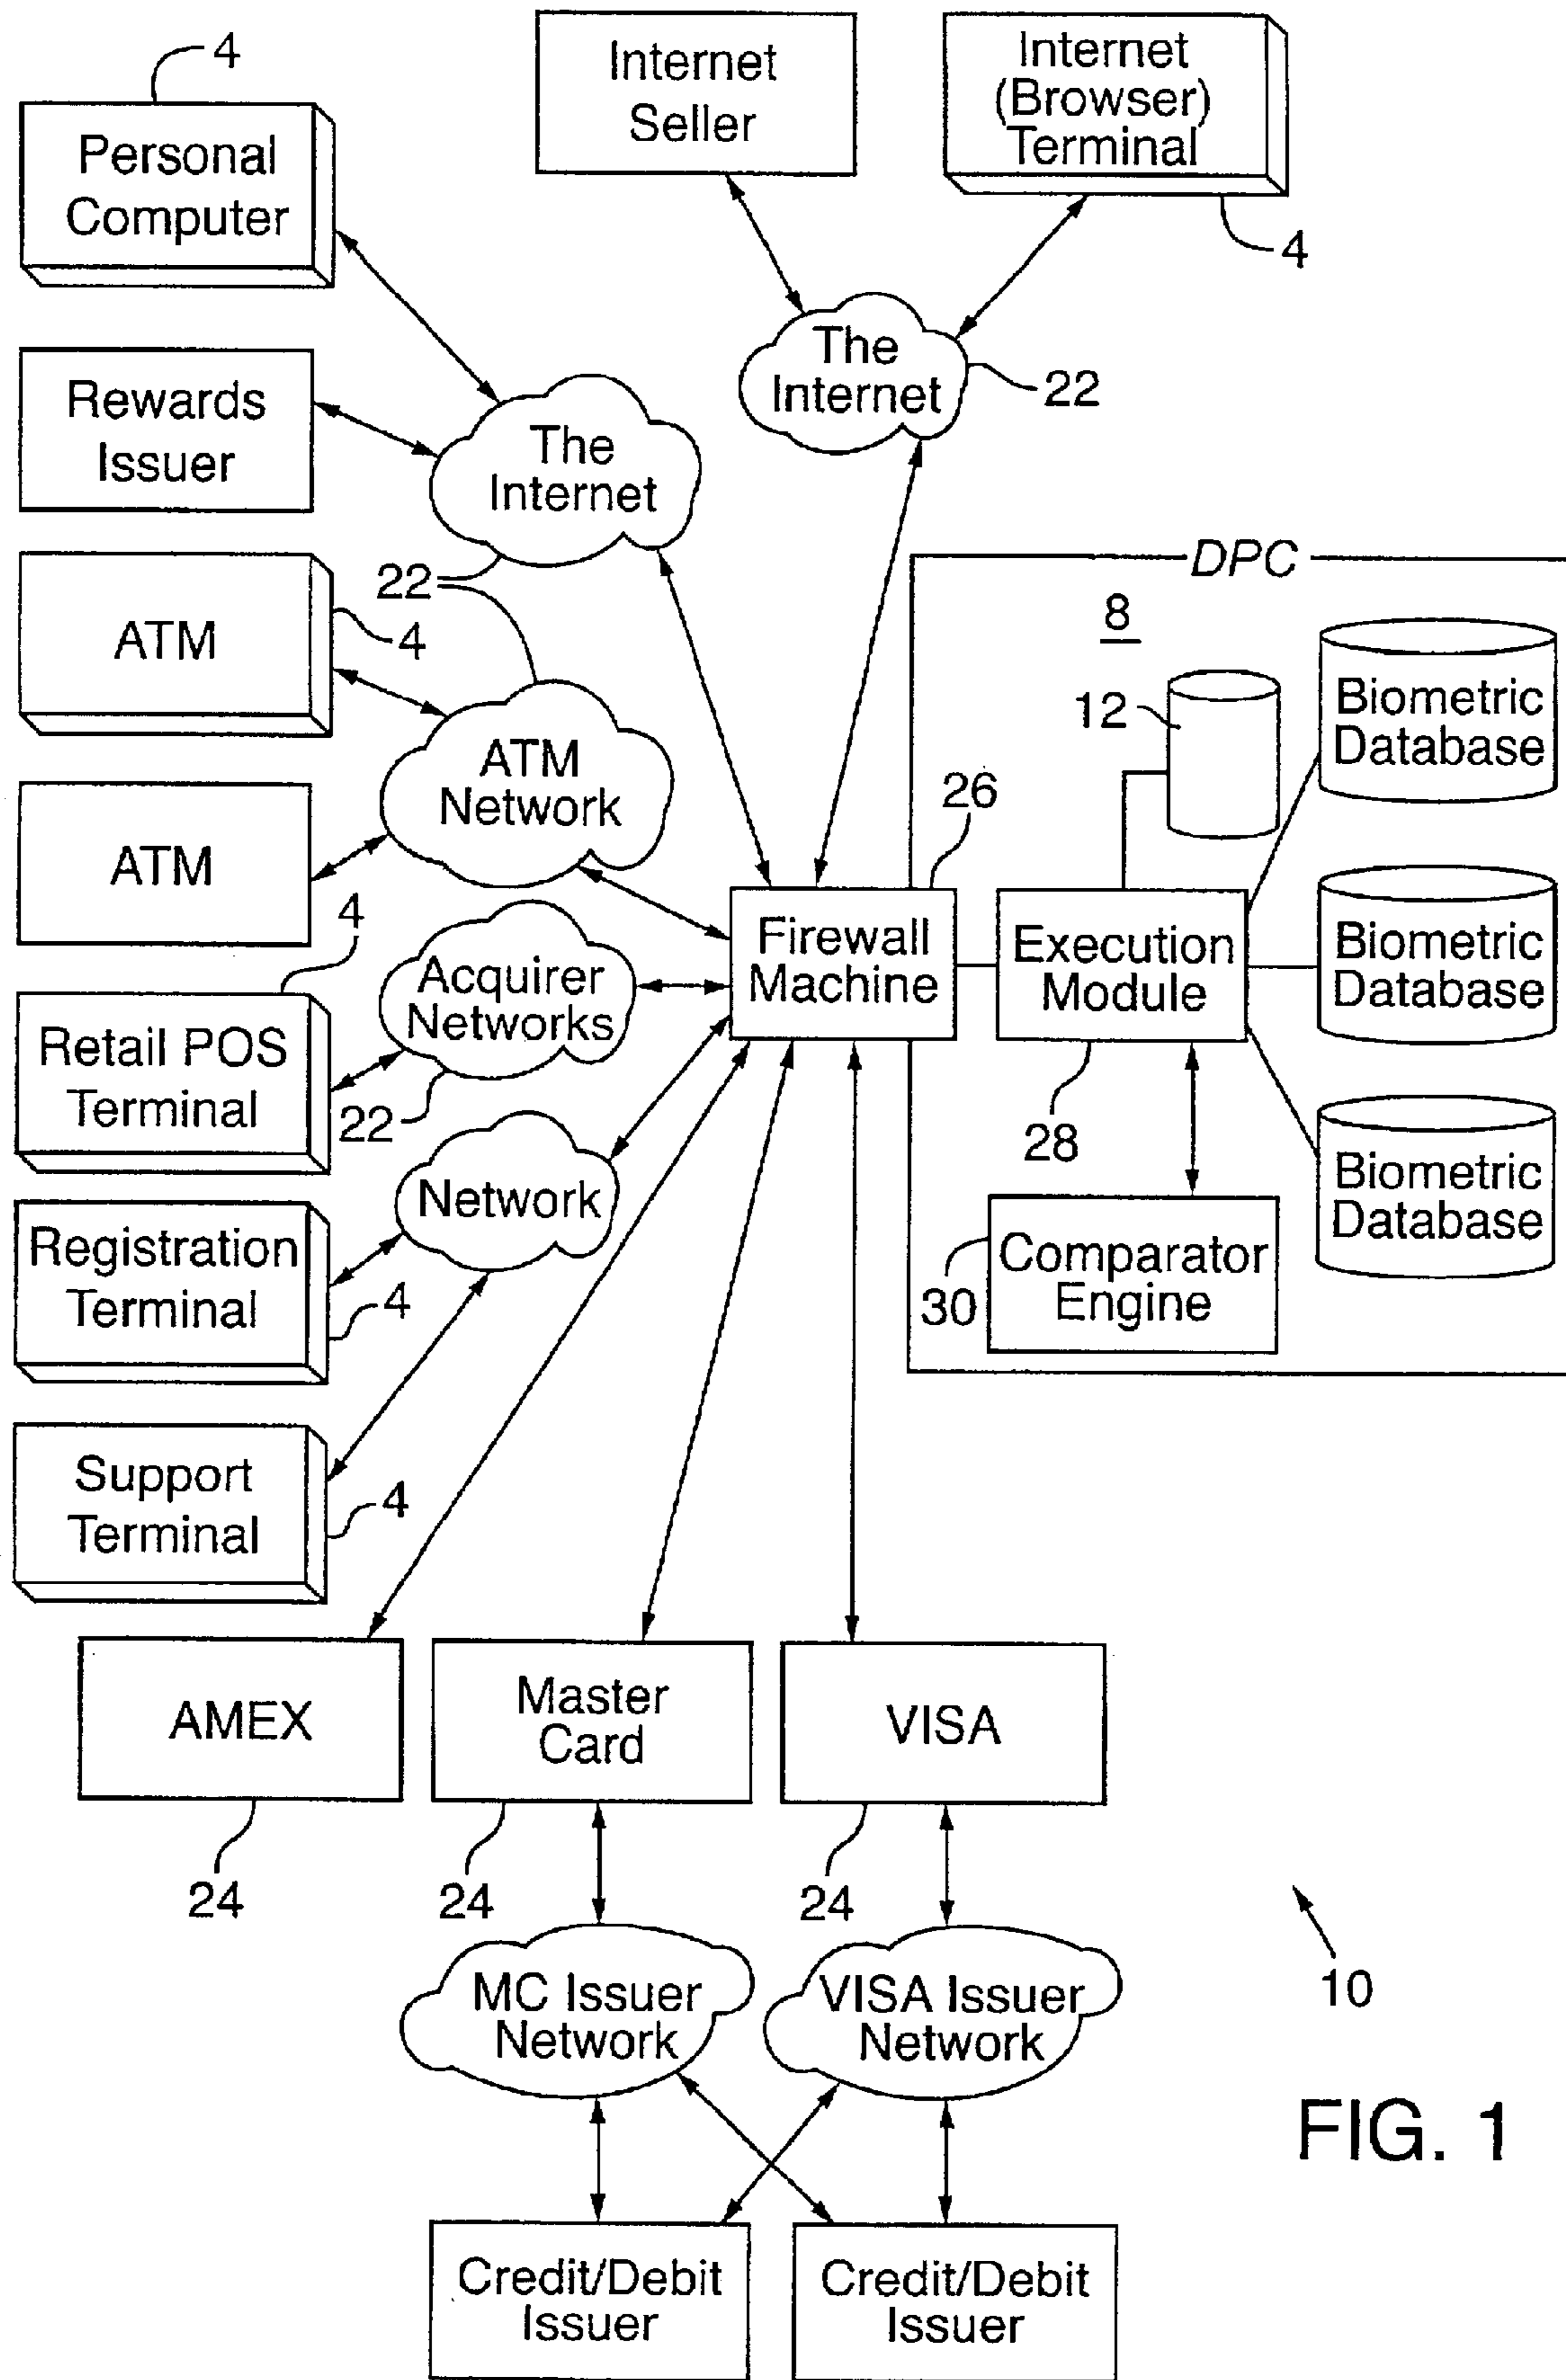 4
Personal
Computer
Internet
Seller
Internet
(Browser)
Terminal
4
The
Internet
22
Rewards
Issuer
The
Internet
22
ATM
4
ATM
Network
ATM
DPC
8
12
Biometric
Database
26
Firewall
Machine
Execution
Module
Biometric
Database
28
Biometric
Database
30
Comparator
Engine
4
Acquirer
Networks
Retail POS
Terminal
22
Network
Registration
Terminal
4
Support
Terminal
4
AMEX
24
Master
Card
24
VISA
24
10
MC Issuer
Network
VISA Issuer
Network
FIG. 1
Credit/Debit
Issuer
Credit/Debit
Issuer